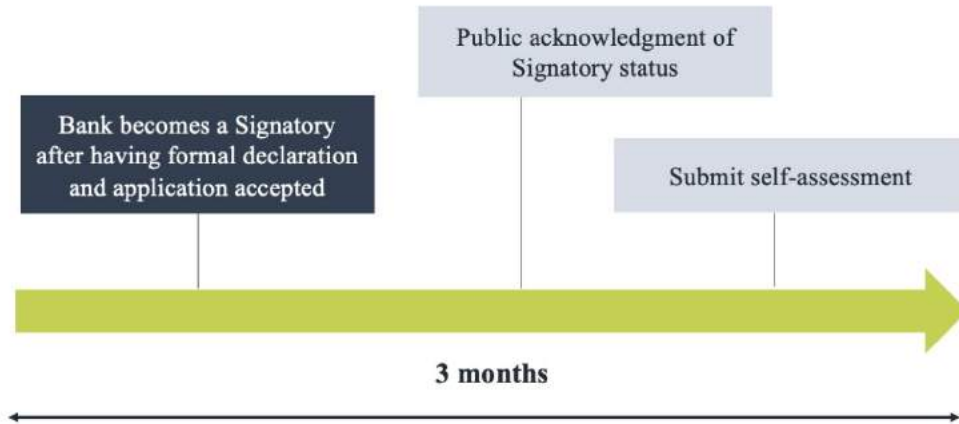 Public acknowledgment of
Signatory status
Bank becomes a Signatory
after having formal declaration
and application accepted
Submit self-assessment
3 months